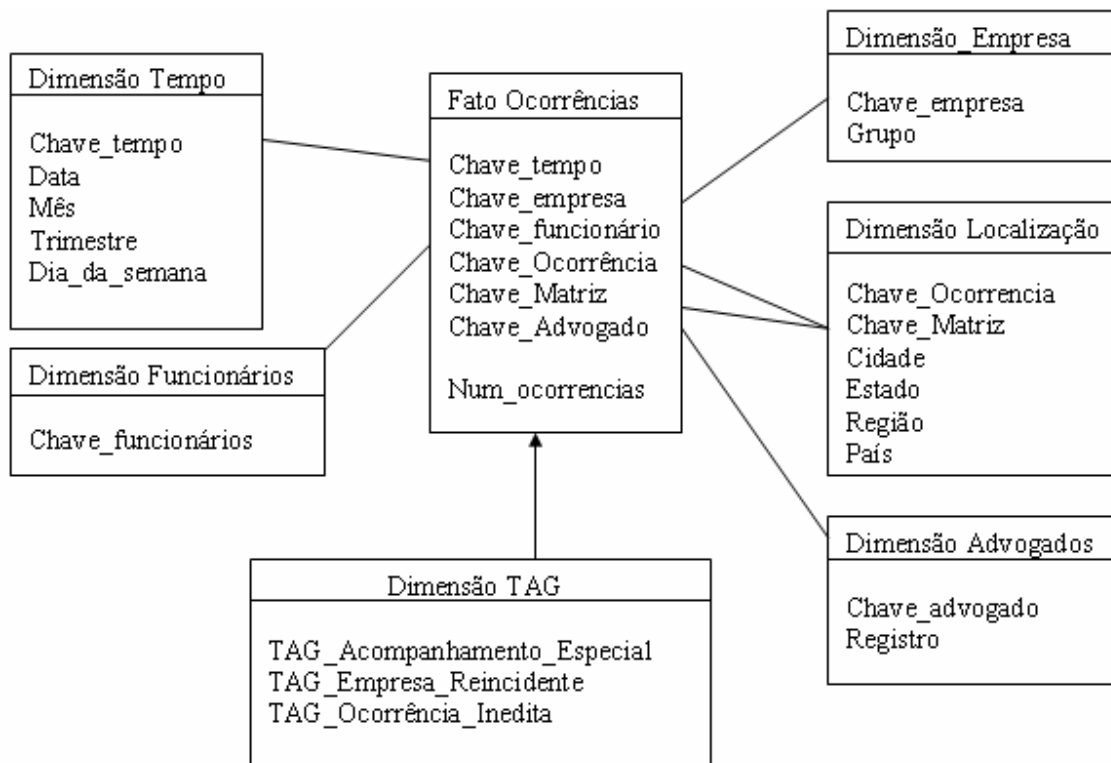 Dimensão Tempo
Chave_tempo
Data
Mês
Trimestre
Dia_da_semana
Dimensão Funcionários
Chave_funcionários
Fato Ocorrências
Chave_tempo
Chave_empresa
Chave_funcionário
Chave_Ocorrência
Chave_Matriz
Chave_Advogado
Num_ocorrencias
Dimensão TAG
TAG_Acompanhamento_Especial
TAG_Empresa_Reincidente
TAG_Ocorrência_Inedita
Dimensão_Empresa
Chave_empresa
Grupo
Dimensão Localização
Chave_Ocorrencia
Chave_Matriz
Cidade
Estado
Região
País
Dimensão Advogados
Chave_advogado
Registro